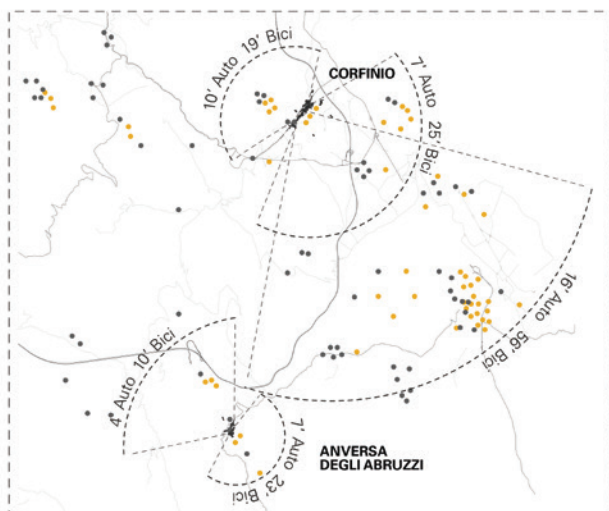 10' Auto 19' Bici
CORFINIO
7' Auto 25' Bici
16' Auto 56' Bici
4' Auto 10' Bici
7' Auto 23' Bici
ANVERSA
DEGLI ABRUZZI